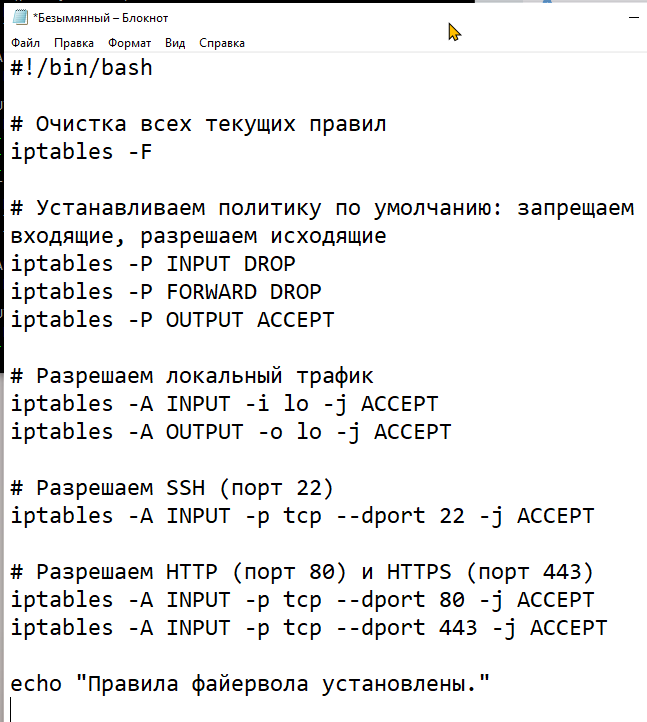 *Безымянный – Блокнот
Файл Правка Формат Вид Справка
#!/bin/bash
# Очистка всех текущих правил
iptables -F
# Устанавливаем политику по умолчанию: запрещаем
входящие, разрешаем исходящие
iptables -P INPUT DROP
iptables -P FORWARD DROP
iptables -P OUTPUT ACCEPT
# Разрешаем локальный трафик
iptables -A INPUT -i lo -j ACCEPT
iptables -A OUTPUT -o lo -j ACCEPT
# Разрешаем SSH (порт 22)
iptables -A INPUT -p tcp --dport 22 -j ACCEPT
# Разрешаем HTTP (порт 80) и HTTPS (порт 443)
iptables -A INPUT -p tcp --dport 80 -j ACCEPT
iptables -A INPUT -p tcp --dport 443 -j ACCEPT
echo "Правила файервола установлены."